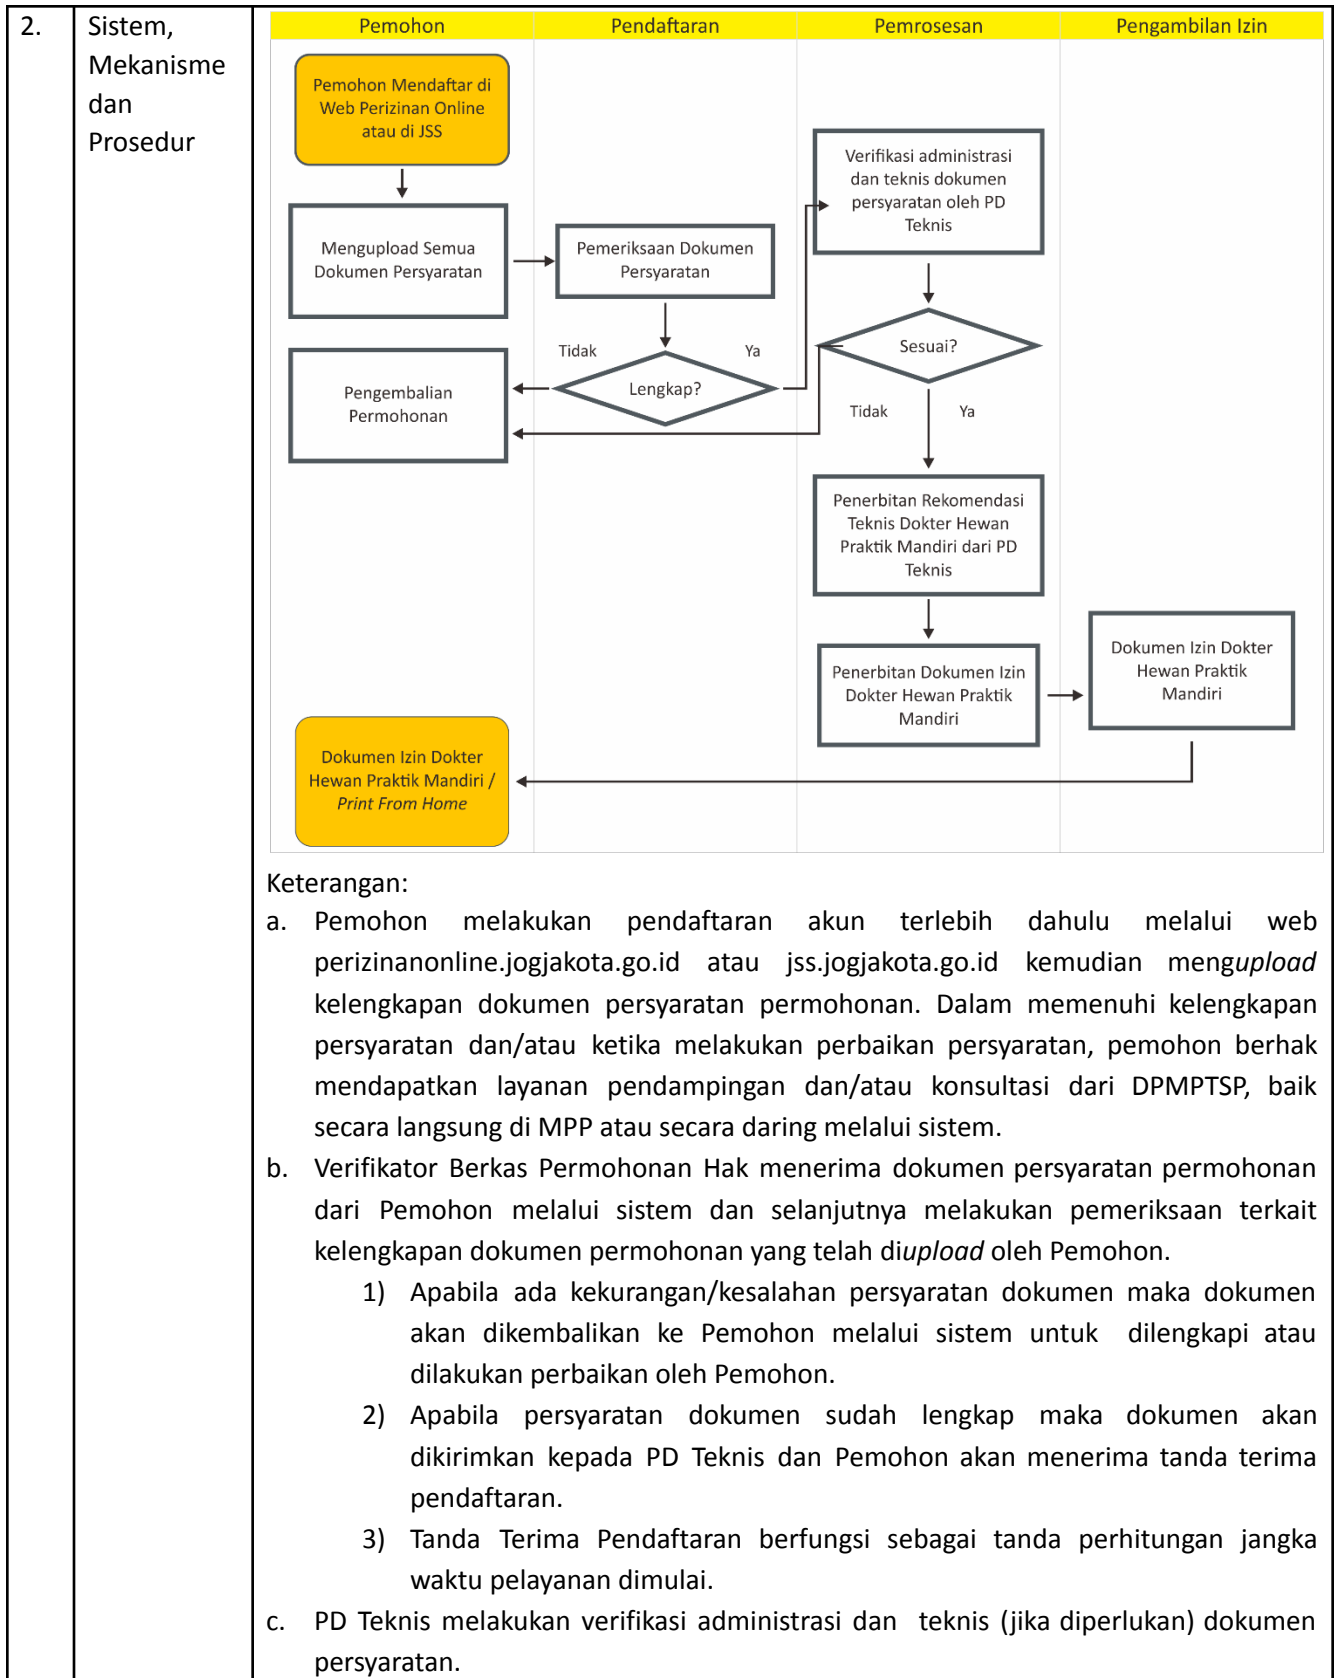 2.
Sistem,
Mekanisme
dan
Prosedur
Pemohon
Pendaftaran
Pemrosesan
Pengambilan Izin
Pemohon Mendaftar di
Web Perizinan Online
atau di JSS
Mengupload Semua
Dokumen Persyaratan
Pemeriksaan Dokumen
Persyaratan
Verifikasi administrasi
dan teknis dokumen
persyaratan oleh PD
Teknis
Tidak
Ya
Lengkap?
Pengembalian
Permohonan
Sesuai?
Tidak
Ya
Penerbitan Rekomendasi
Teknis Dokter Hewan
Praktik Mandiri dari PD
Teknis
Penerbitan Dokumen Izin
Dokter Hewan Praktik
Mandiri
Dokumen Izin Dokter
Hewan Praktik
Mandiri
Dokumen Izin Dokter
Hewan Praktik Mandiri /
Print From Home
Keterangan:
a. Pemohon melakukan pendaftaran akun terlebih dahulu melalui web
perizinanonline.jogjakota.go.id atau jss.jogjakota.go.id kemudian mengupload
kelengkapan dokumen persyaratan permohonan. Dalam memenuhi kelengkapan
persyaratan dan/atau ketika melakukan perbaikan persyaratan, pemohon berhak
mendapatkan layanan pendampingan dan/atau konsultasi dari DPMPTSP, baik
secara langsung di MPP atau secara daring melalui sistem.
b. Verifikator Berkas Permohonan Hak menerima dokumen persyaratan permohonan
dari Pemohon melalui sistem dan selanjutnya melakukan pemeriksaan terkait
kelengkapan dokumen permohonan yang telah diupload oleh Pemohon.
1) Apabila ada kekurangan/kesalahan persyaratan dokumen maka dokumen
akan dikembalikan ke Pemohon melalui sistem untuk dilengkapi atau
dilakukan perbaikan oleh Pemohon.
2) Apabila persyaratan dokumen sudah lengkap maka dokumen akan
dikirimkan kepada PD Teknis dan Pemohon akan menerima tanda terima
pendaftaran.
3) Tanda Terima Pendaftaran berfungsi sebagai tanda perhitungan jangka
waktu pelayanan dimulai.
c. PD Teknis melakukan verifikasi administrasi dan teknis (jika diperlukan) dokumen
persyaratan.